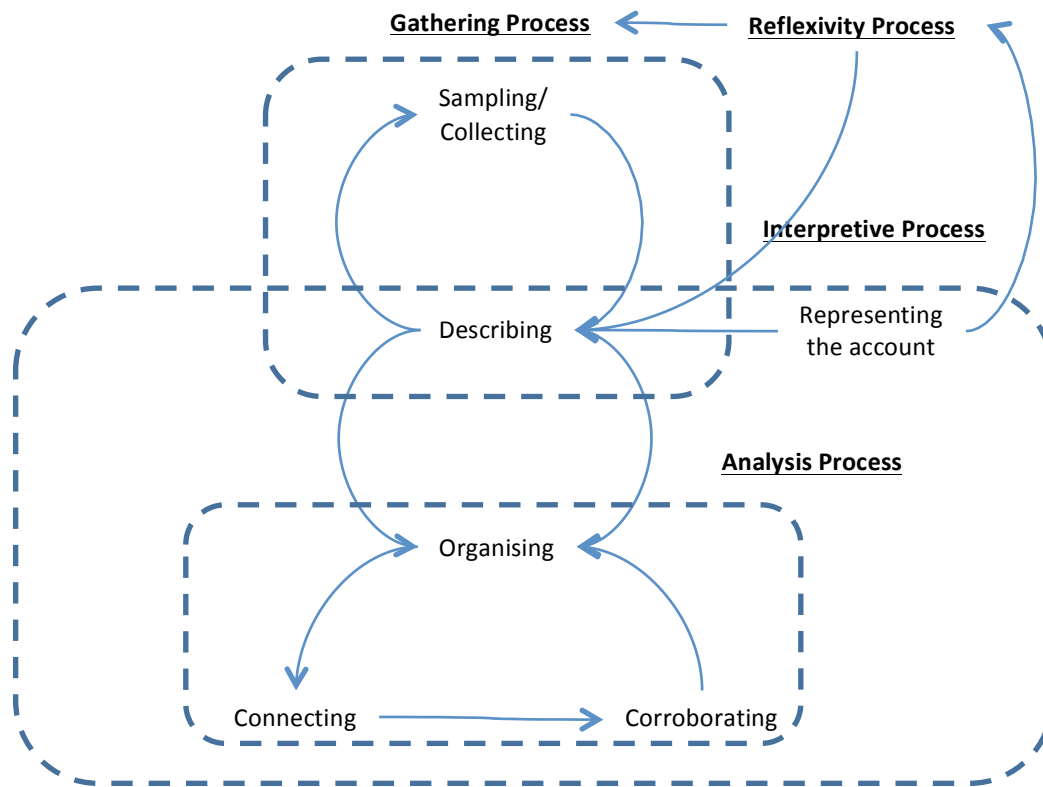 Gathering Process
Reflexivity Process
Sampling/
Collecting
Interpretive Process
Describing
Representing
the account
Analysis Process
Organising
Connecting
Corroborating